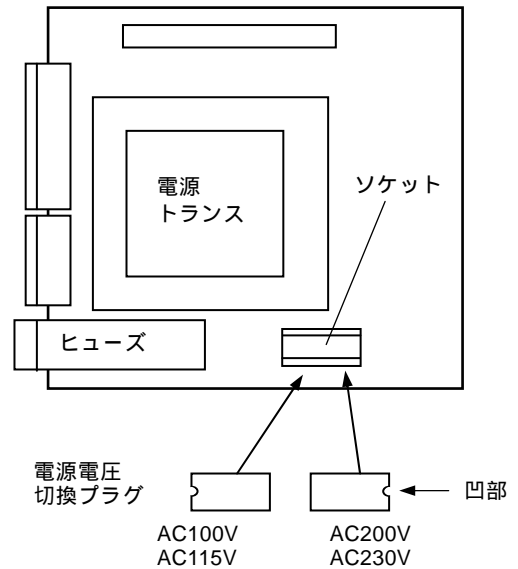 電源
トランス
ソケット
ヒューズ
電源電圧
切換プラグ
凹部
AC100V
AC115V
AC200V
AC230V